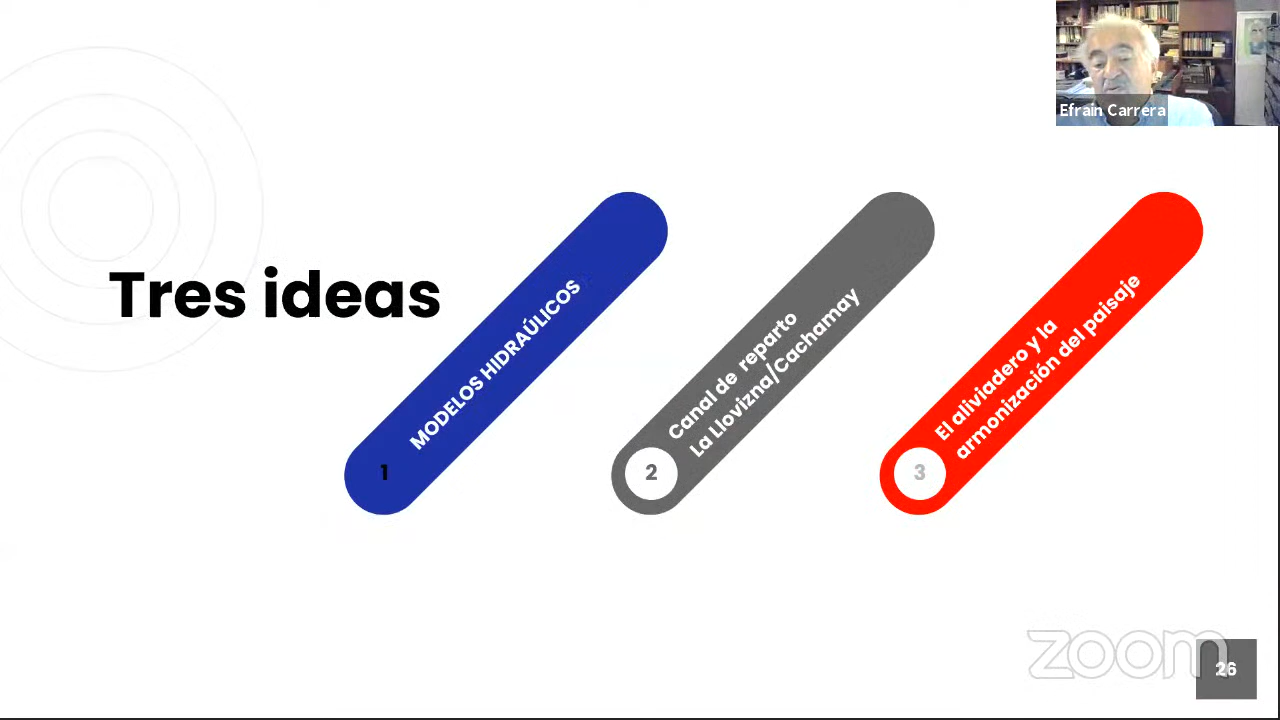 Efrain Carrera
Tres ideas
MODELOS HIDRAÚLICOS
1
Canal de reparto
La Llovizna/Cachamay
2
El aliviadero y la
armonización del paisaje
3
zoom
26